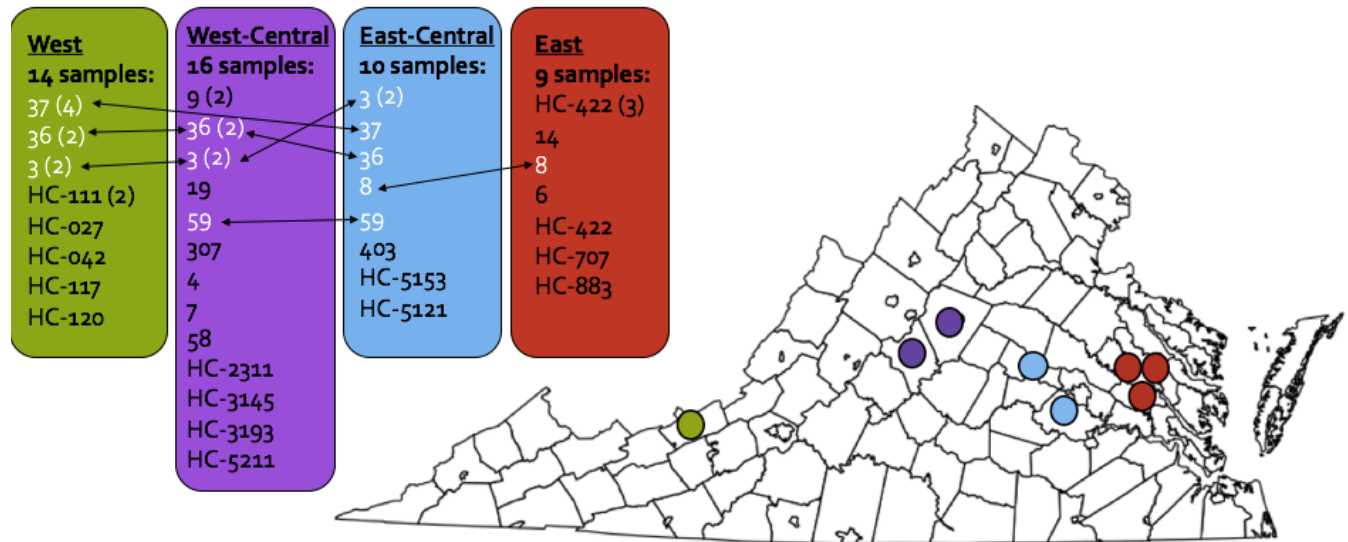 West
14 samples:
37 (4)
36 (2)
3 (2)
HC-111 (2)
HC-027
HC-042
HC-117
HC-120
West-Central
16 samples:
9 (2)
36 (2)
3 (2)
19
59
307
4
7
58
HC-2311
HC-3145
HC-3193
HC-5211
East-Central
10 samples:
3 (2)
37
36
8
59
403
HC-5153
HC-5121
East
9 samples:
HC-422 (3)
14
8
6
HC-422
HC-707
HC-883